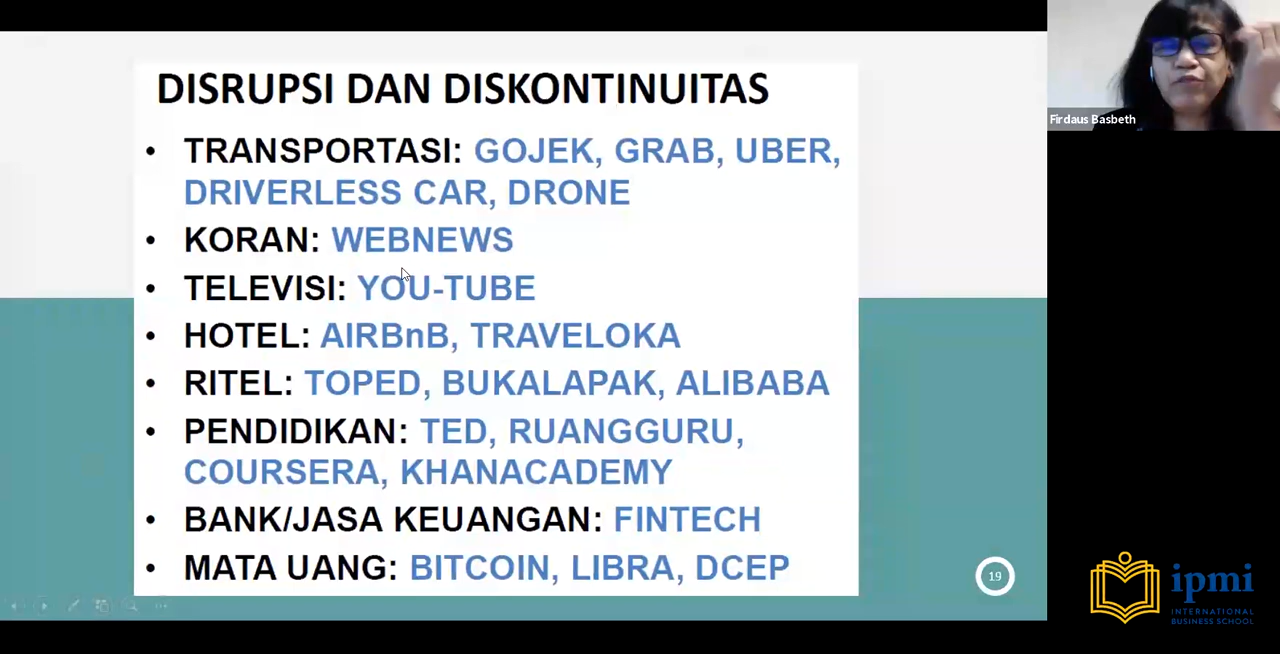 DISRUPSI DAN DISKONTINUITAS
• TRANSPORTASI: GOJEK, GRAB, UBER,
DRIVERLESS CAR, DRONE
• KORAN: WEBNEWS
• TELEVISI: YOU-TUBE
• HOTEL: AIRBnB, TRAVELOKA
• RITEL: TOPED, BUKALAPAK, ALIBABA
• PENDIDIKAN: TED, RUANGGURU,
COURSERA, KHANACADEMY
• BANK/JASA KEUANGAN: FINTECH
• MATA UANG: BITCOIN, LIBRA, DCEP
19
Firdaus Basbeth
ipmi
INTERNATIONAL
BUSINESS SCHOOL